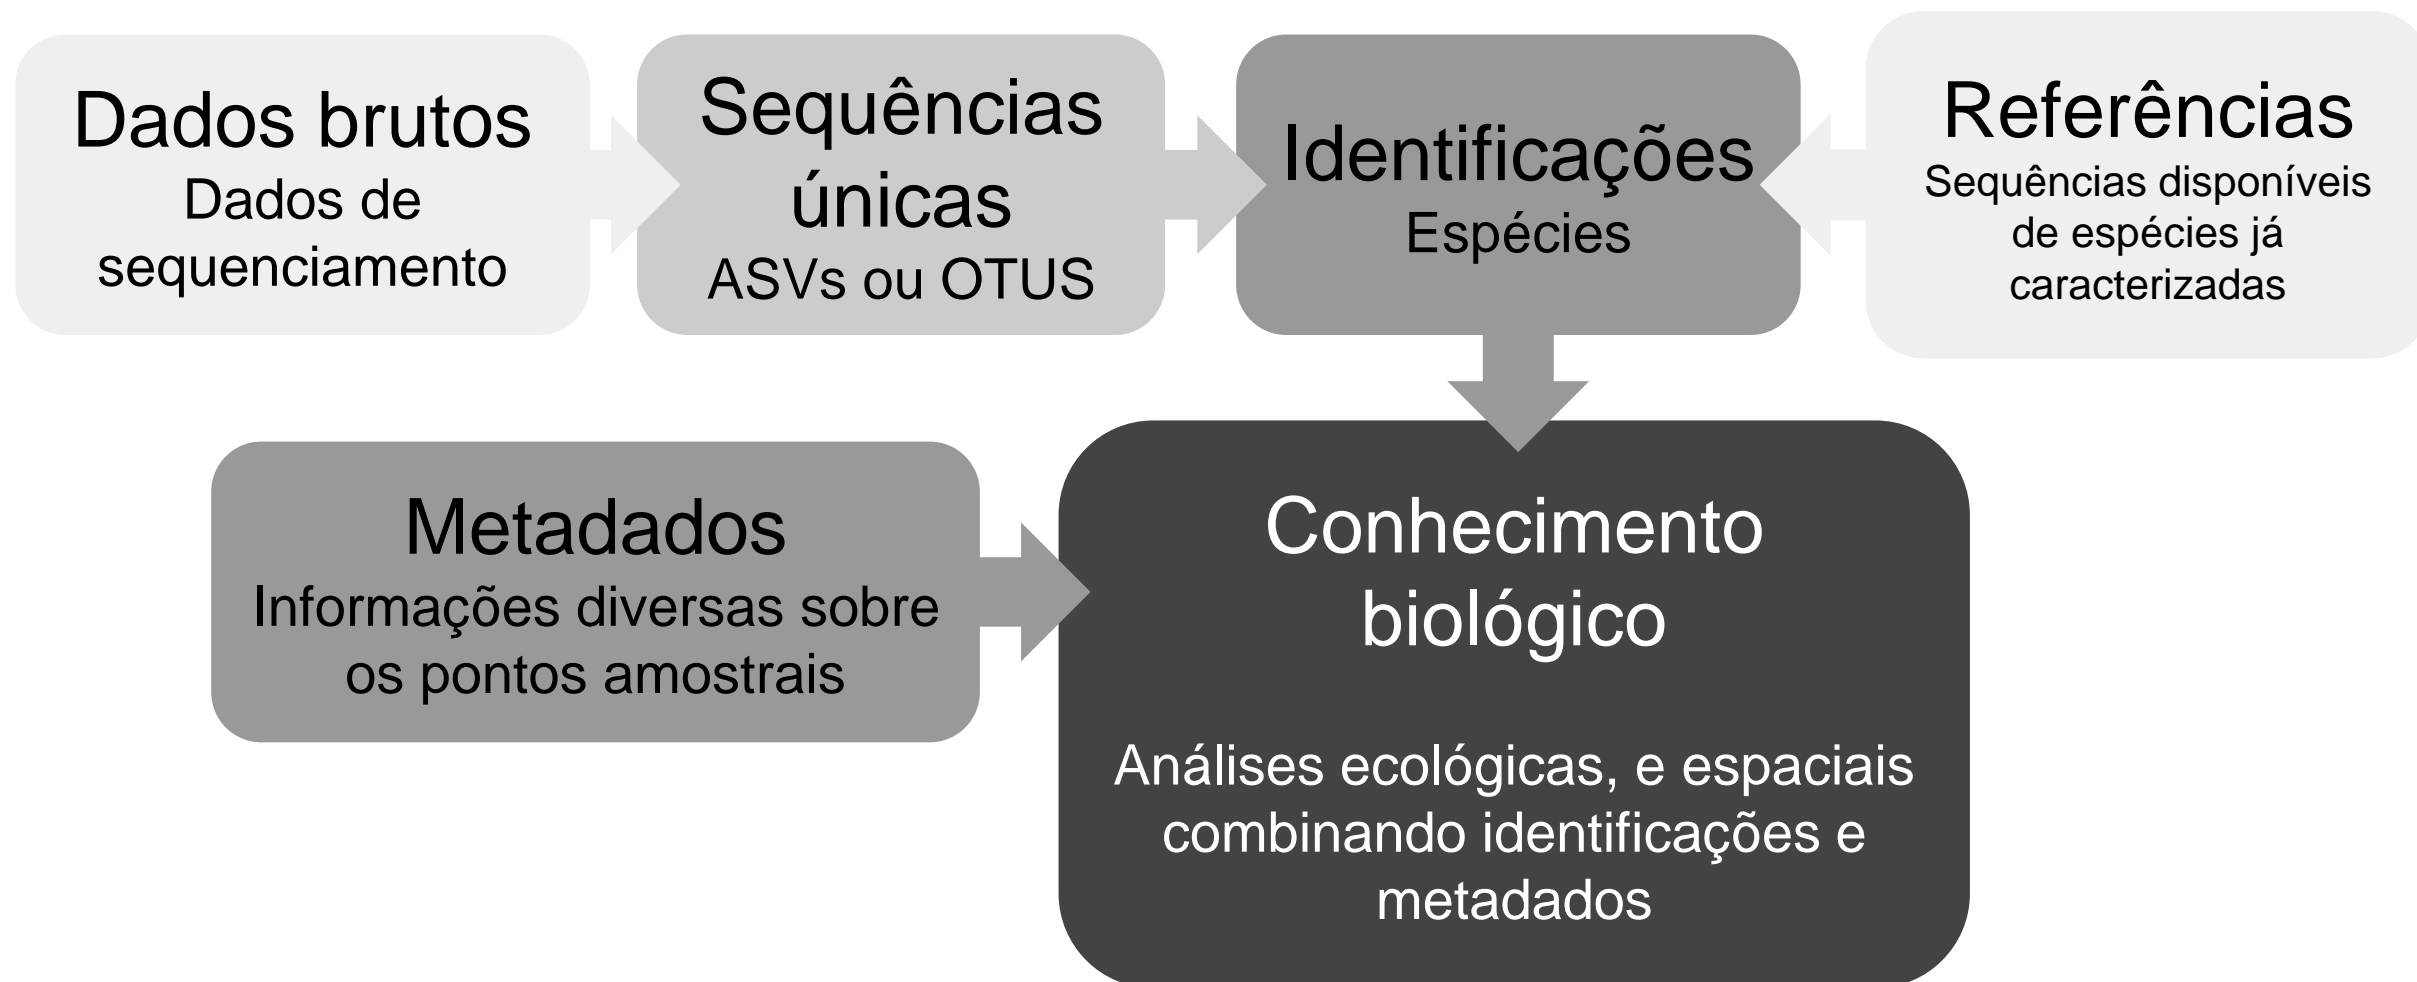 Dados brutos
Dados de
sequenciamento
Sequências
únicas
ASVs ou OTUS
Identificações
Espécies
Referências
Sequências disponíveis
de espécies já
caracterizadas
Metadados
Informações diversas sobre
os pontos amostrais
Conhecimento
biológico
Análises ecológicas, e espaciais
combinando identificações e
metadados